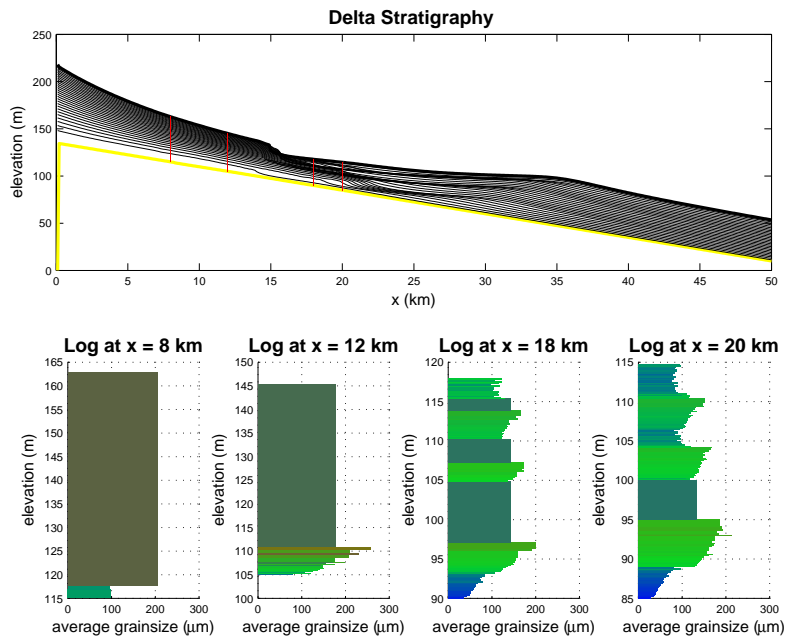 Delta Stratigraphy
250
200
150
100
50
0
elevation (m)
0 5 10 15 20 25 30 35 40 45 50
x (km)
Log at x = 8 km
165
160
155
150
145
140
135
130
125
120
115
elevation (m)
0 100 200 300
average grainsize (μm)
Log at x = 12 km
150
145
140
135
130
125
120
115
110
105
100
elevation (m)
0 100 200 300
average grainsize (μm)
Log at x = 18 km
120
115
110
105
100
95
90
elevation (m)
0 100 200 300
average grainsize (μm)
Log at x = 20 km
115
110
105
100
95
90
85
elevation (m)
0 100 200 300
average grainsize (μm)